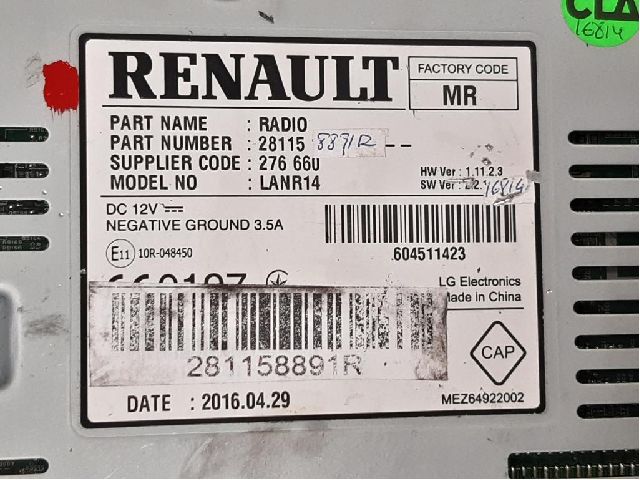 CLA
16814
RENAULT
FACTORY CODE
MR
PART NAME : RADIO
PART NUMBER : 28115 8891R --
SUPPLIER CODE : 276 660
MODEL NO : LANR14
HW Ver : 1.11.2.3
SW Ver : 2.2. 16814
DC 12V
NEGATIVE GROUND 3.5A
E11 10R-048450
604511423
LG Electronics
Made in China
281158891R
CAP
DATE : 2016.04.29
MEZ64922002